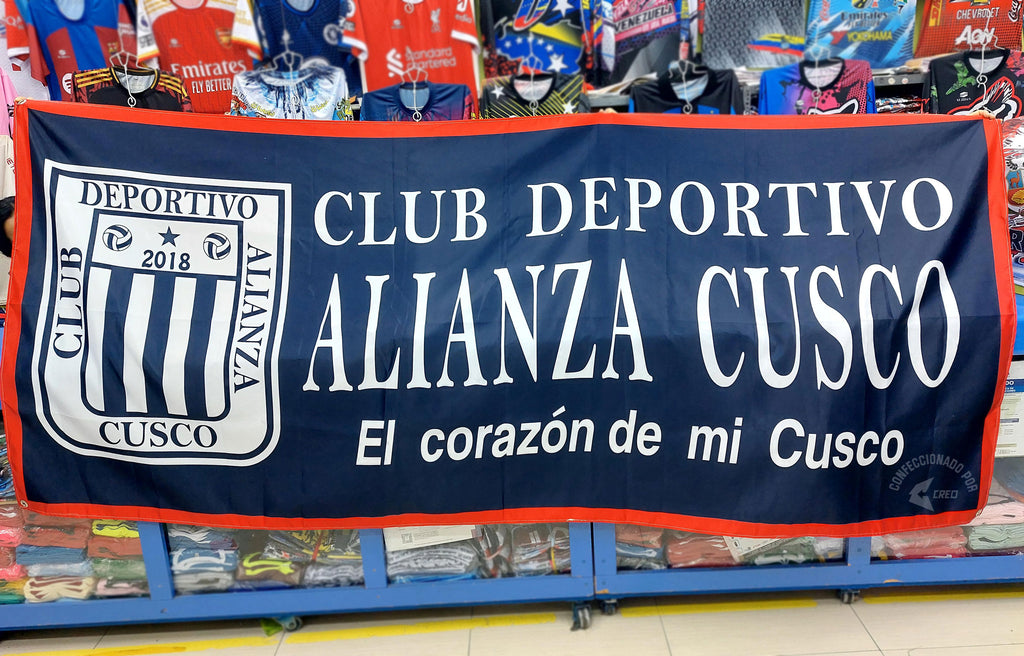 Emirates
FLY BETTER
Standard
Chartered
VENEZUELA
Emirates
YOKOHAMA
CHEVROLET
AON
DEPORTIVO
2018
CLUB
ALIANZA
CUSCO
CLUB DEPORTIVO
ALIANZA CUSCO
El corazón de mi Cusco
CONFECCIONADO POR
CREO